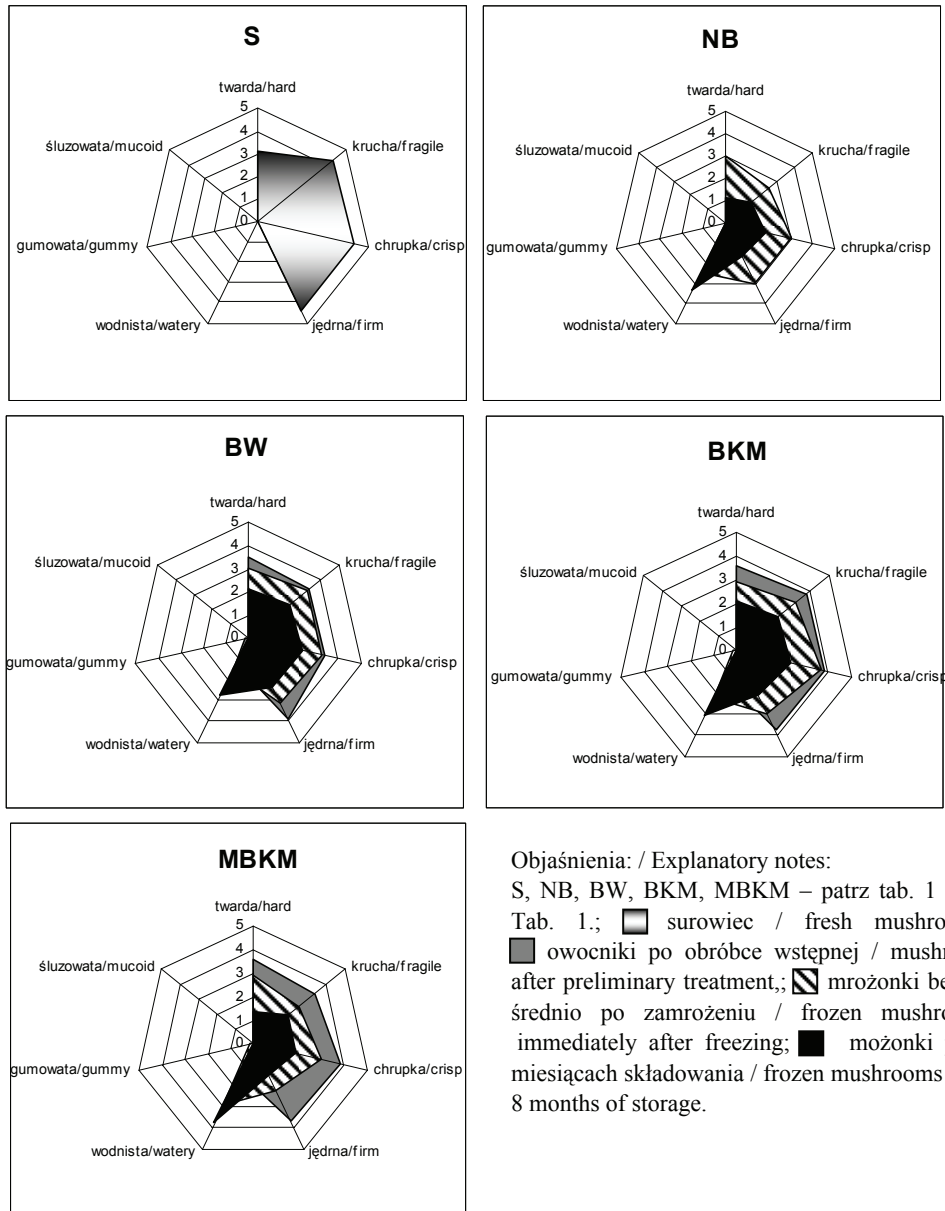 S
twarda/hard
5
4
3
2
1
0
krucha/fragile
chrupka/crisp
jędrna/firm
wodnista/watery
gumowata/gummy
śluzowata/mucoid
NB
twarda/hard
5
4
3
2
1
0
krucha/fragile
chrupka/crisp
jędrna/firm
wodnista/watery
gumowata/gummy
śluzowata/mucoid
BW
twarda/hard
5
4
3
2
1
0
krucha/fragile
chrupka/crisp
jędrna/firm
wodnista/watery
gumowata/gummy
śluzowata/mucoid
BKM
twarda/hard
5
4
3
2
1
0
krucha/fragile
chrupka/crisp
jędrna/firm
wodnista/watery
gumowata/gummy
śluzowata/mucoid
MBKM
twarda/hard
5
4
3
2
1
0
krucha/fragile
chrupka/crisp
jędrna/firm
wodnista/watery
gumowata/gummy
śluzowata/mucoid
Objaśnienia: / Explanatory notes:
S, NB, BW, BKM, MBKM – patrz tab. 1
Tab. 1.; surowiec / fresh mushro
owocniki po obróbce wstępnej / mushr
after preliminary treatment,; mrożonki be
średnio po zamrożeniu / frozen mushro
immediately after freezing; możonki
miesiącach składowania / frozen mushrooms
8 months of storage.